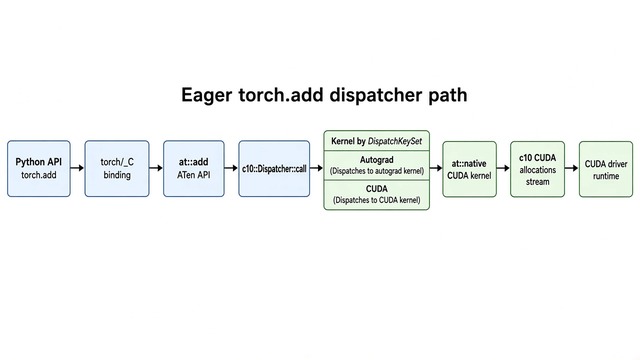 Eager torch.add dispatcher path
Python API
torch.add
torch/_C
binding
at::add
ATen API
c10::Dispatcher::call
Kernel by DispatchKeySet
Autograd
(Dispatches to autograd kernel)
CUDA
(Dispatches to CUDA kernel)
at::native
CUDA kernel
c10 CUDA
allocations
stream
CUDA driver
runtime